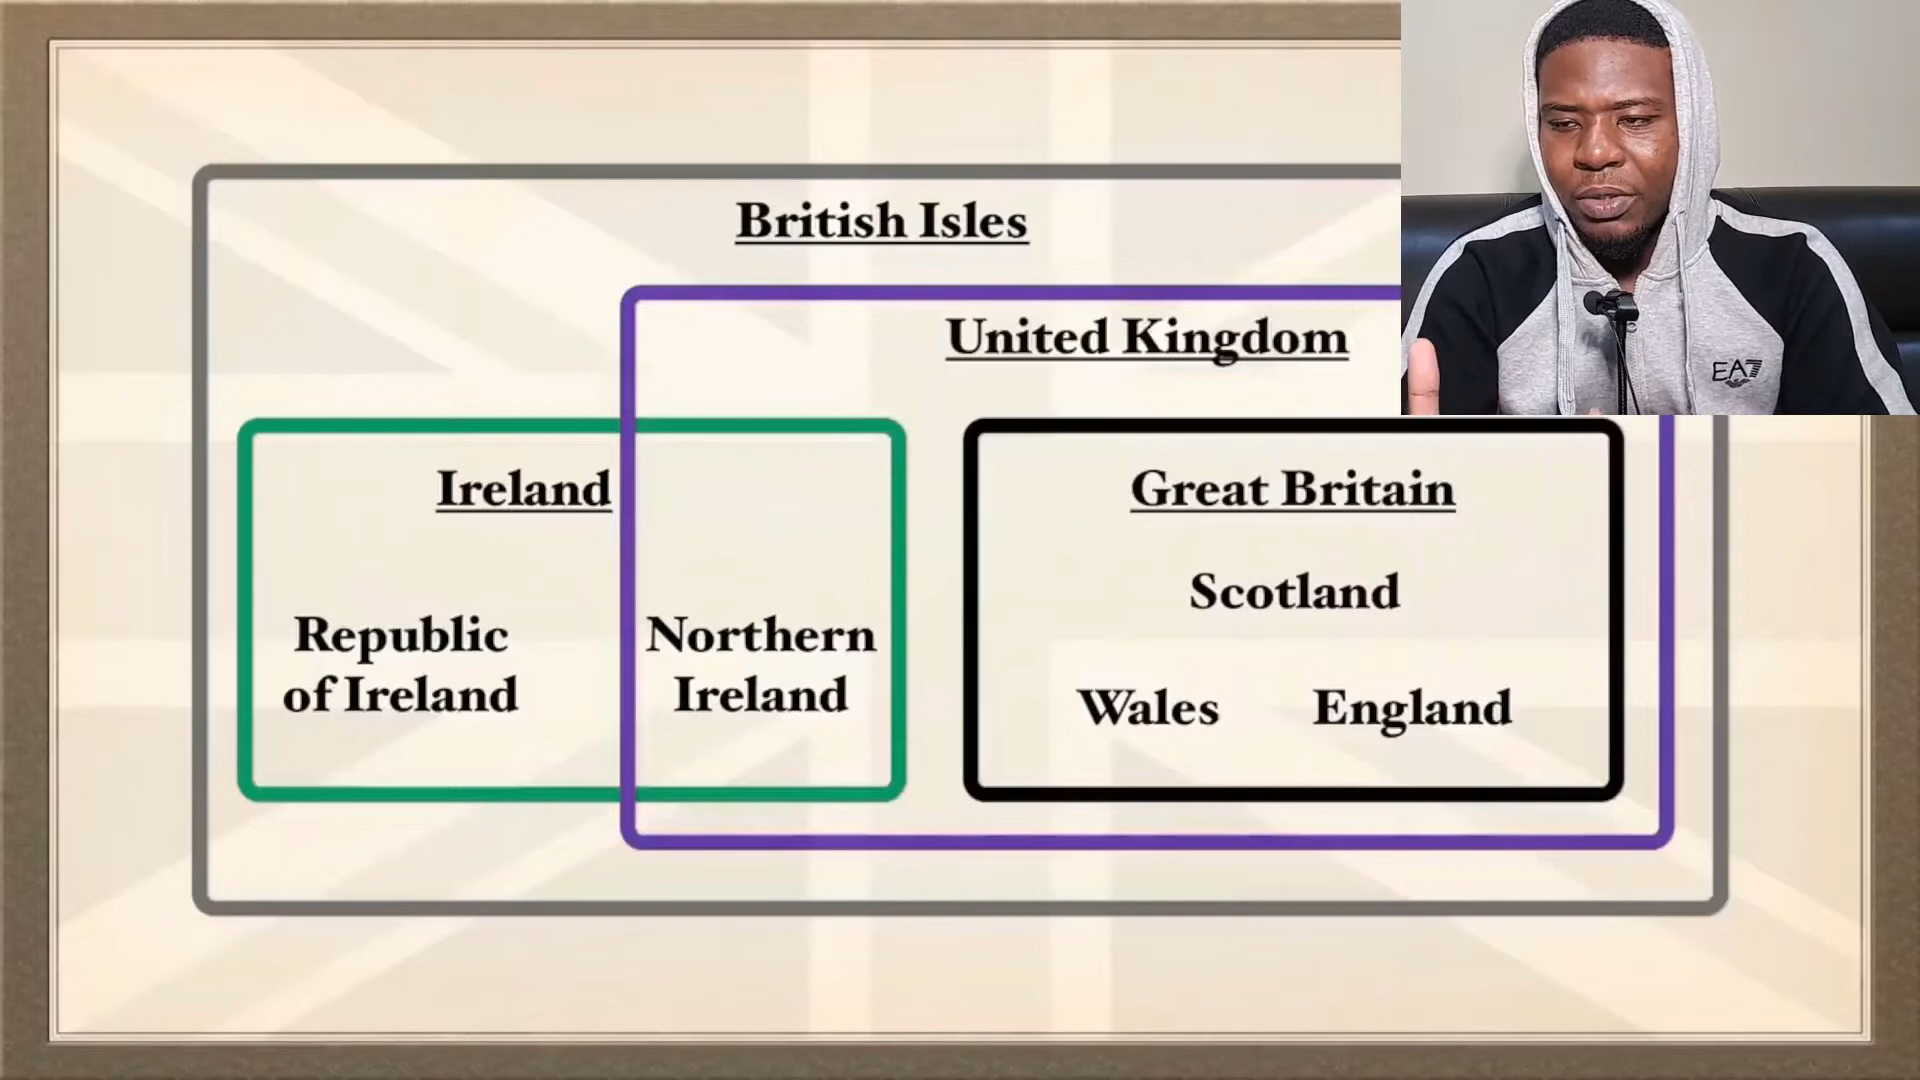 British Isles
United Kingdom
Ireland
Great Britain
Scotland
Republic
of Ireland
Northern
Ireland
Wales
England
EA7